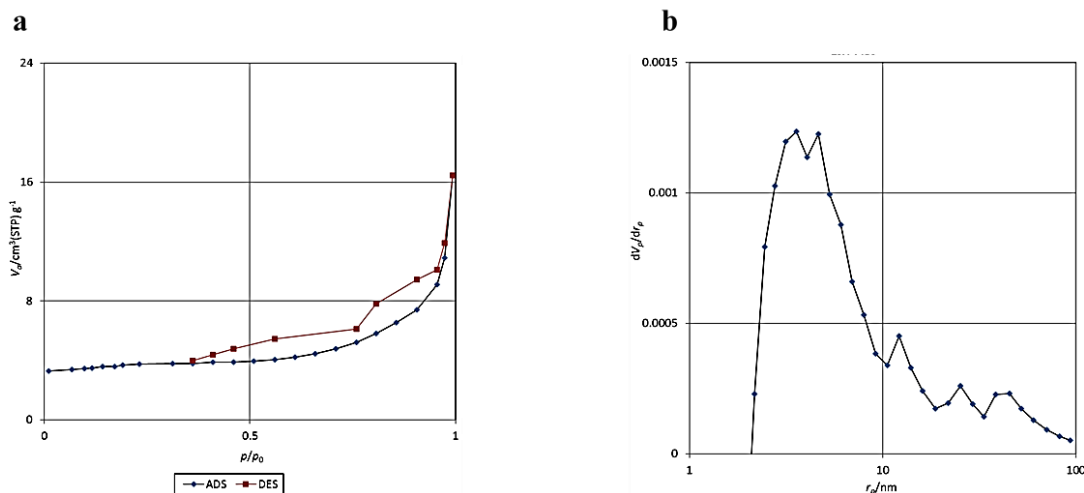 a
b
24
16
8
0
0
0.5
1
Va/cm³(STP) g⁻¹
p/p₀
ADS
DES
0.0015
0.001
0.0005
0
1
10
100
dVₚ/drₚ
rₚ/nm